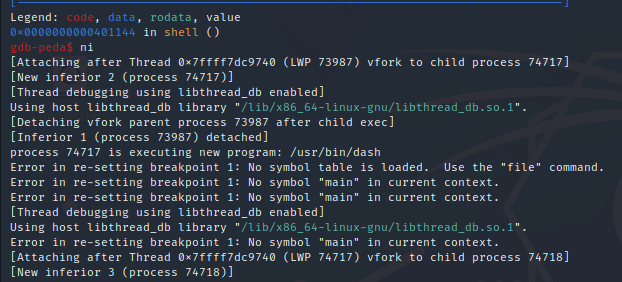 [------------------------------------------------------------------------------]
Legend: code, data, rodata, value
0x0000000000401144 in shell ()
gdb-peda$ ni
[Attaching after Thread 0x7ffff7dc9740 (LWP 73987) vfork to child process 74717]
[New inferior 2 (process 74717)]
[Thread debugging using libthread_db enabled]
Using host libthread_db library "/lib/x86_64-linux-gnu/libthread_db.so.1".
[Detaching vfork parent process 73987 after child exec]
[Inferior 1 (process 73987) detached]
process 74717 is executing new program: /usr/bin/dash
Error in re-setting breakpoint 1: No symbol table is loaded.  Use the "file" command.
Error in re-setting breakpoint 1: No symbol "main" in current context.
Error in re-setting breakpoint 1: No symbol "main" in current context.
[Thread debugging using libthread_db enabled]
Using host libthread_db library "/lib/x86_64-linux-gnu/libthread_db.so.1".
Error in re-setting breakpoint 1: No symbol "main" in current context.
[Attaching after Thread 0x7ffff7dc9740 (LWP 74717) vfork to child process 74718]
[New inferior 3 (process 74718)]